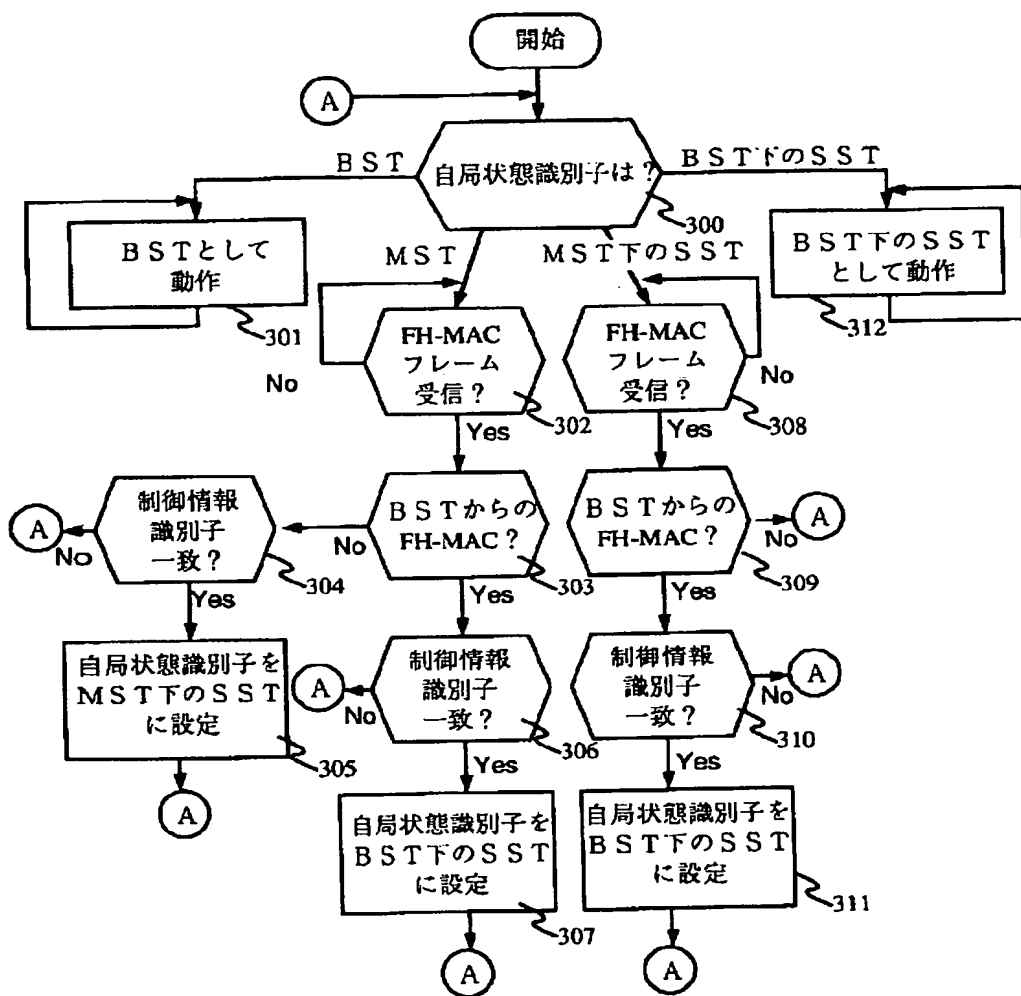 開始
A
自局状態識別子は？
300
BST
BST下のSST
MST
MST下のSST
BSTとして
動作
301
BST下のSST
として動作
312
FH-MAC
フレーム
受信？
302
No
Yes
FH-MAC
フレーム
受信？
308
No
Yes
A
No
制御情報
識別子
一致？
304
Yes
No
BSTからの
FH-MAC？
303
Yes
BSTからの
FH-MAC？
309
No
A
Yes
自局状態識別子を
MST下のSST
に設定
305
A
A
No
制御情報
識別子
一致？
306
Yes
制御情報
識別子
一致？
310
No
A
Yes
自局状態識別子を
BST下のSST
に設定
307
A
自局状態識別子を
BST下のSST
に設定
311
A